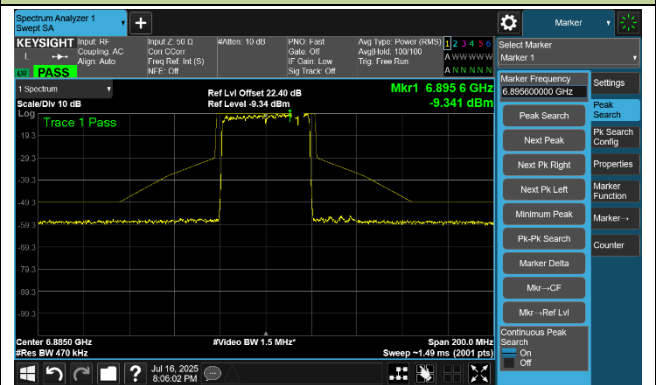 Spectrum Analyzer 1
Swept SA
Marker
KEYSIGHT Input: RF
Coupling: AC
Align: Auto
Input Z: 50 Ω
Corr CCorr
Freq Ref: Int (S)
NFE: Off
#Atten: 10 dB
PNO: Fast
Gate: Off
IF Gain: Low
Sig Track: Off
Avg Type: Power (RMS)
Avg|Hold: 100/100
Trig: Free Run
1 2 3 4 5 6
A W W W W W
A N N N N N
L
PASS
Select Marker
Marker 1
1 Spectrum
Scale/Div 10 dB
Ref Lvl Offset 22.40 dB
Ref Level -9.34 dBm
Mkr1 6.895 6 GHz
-9.341 dBm
Log
Trace 1 Pass
1
-19.3
-29.3
-39.3
-49.3
-59.3
-69.3
-79.3
-89.3
-99.3
Center 6.8850 GHz
#Res BW 470 kHz
#Video BW 1.5 MHz*
Span 200.0 MHz
Sweep ~1.49 ms (2001 pts)
Marker Frequency
6.895600000 GHz
Peak Search
Next Peak
Next Pk Right
Next Pk Left
Minimum Peak
Pk-Pk Search
Marker Delta
Mkr→CF
Mkr→Ref Lvl
Continuous Peak
Search
On
Off
Settings
Peak
Search
Pk Search
Config
Properties
Marker
Function
Marker→
Counter
Jul 16, 2025
8:06:02 PM